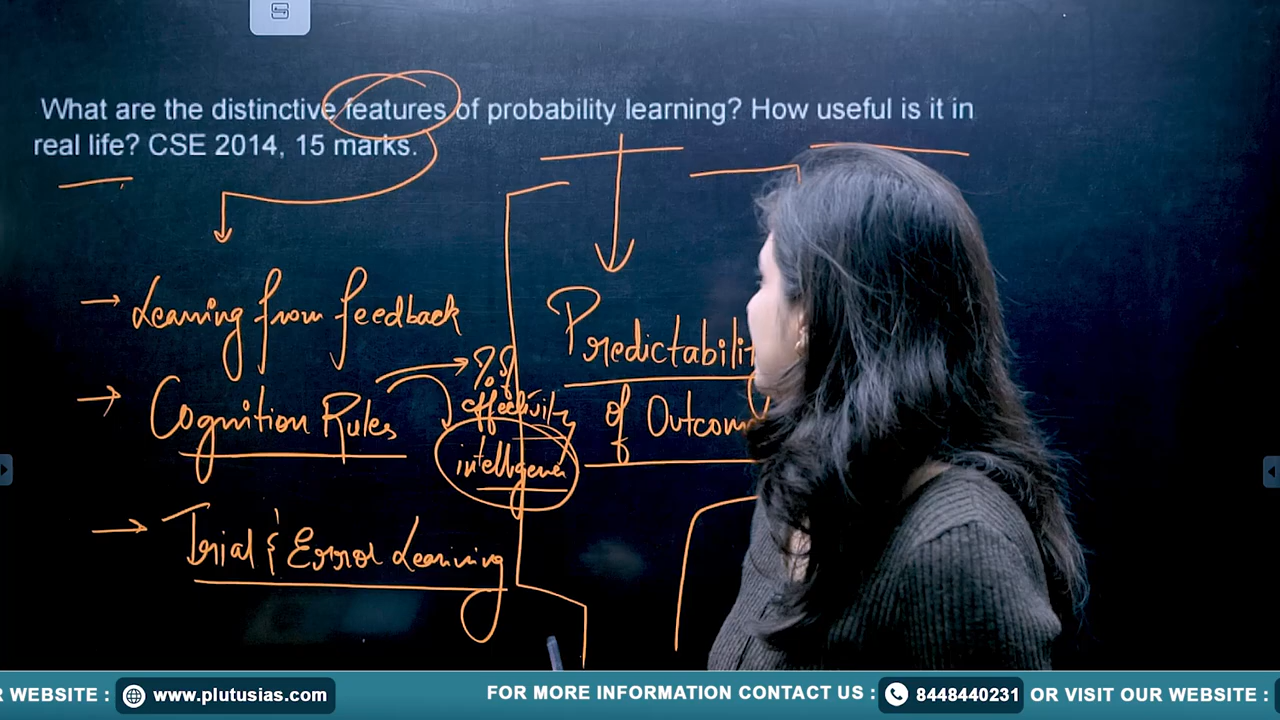 What are the distinctive features of probability learning? How useful is it in
real life? CSE 2014, 15 marks.
→ Learning from feedback
→ Cognition Rules
effectivity
intelligence
→ Trial & Error Learning
Predictabilit
of Outcom
R WEBSITE : www.plutusias.com FOR MORE INFORMATION CONTACT US : 8448440231 OR VISIT OUR WEBSITE :